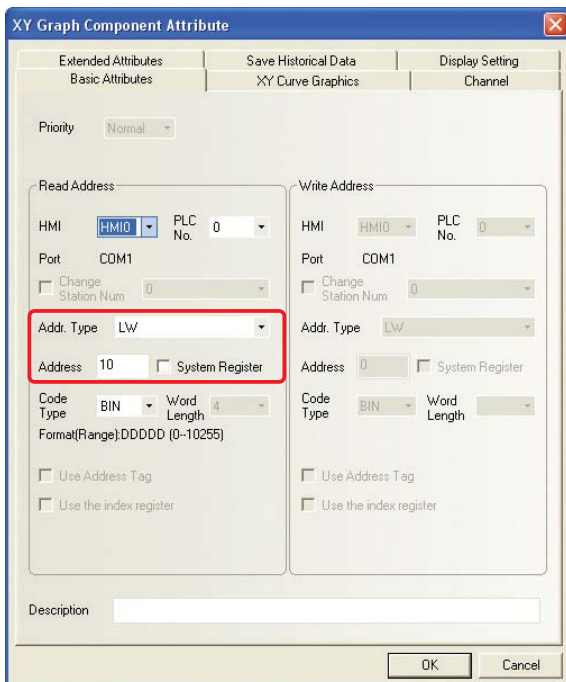 XY Graph Component Attribute
Extended Attributes Save Historical Data Display Setting
Basic Attributes XY Curve Graphics Channel
Priority Normal
Read Address
HMI HMI0 PLC No. 0
Port COM1
Change Station Num 0
Addr. Type LW
Address 10 System Register
Code Type BIN Word Length 4
Format(Range):DDDDD (0--10255)
Use Address Tag
Use the index register
Write Address
HMI HMI0 PLC No. 0
Port COM1
Change Station Num 0
Addr. Type LW
Address 0 System Register
Code Type BIN Word Length
Use Address Tag
Use the index register
Description
OK Cancel